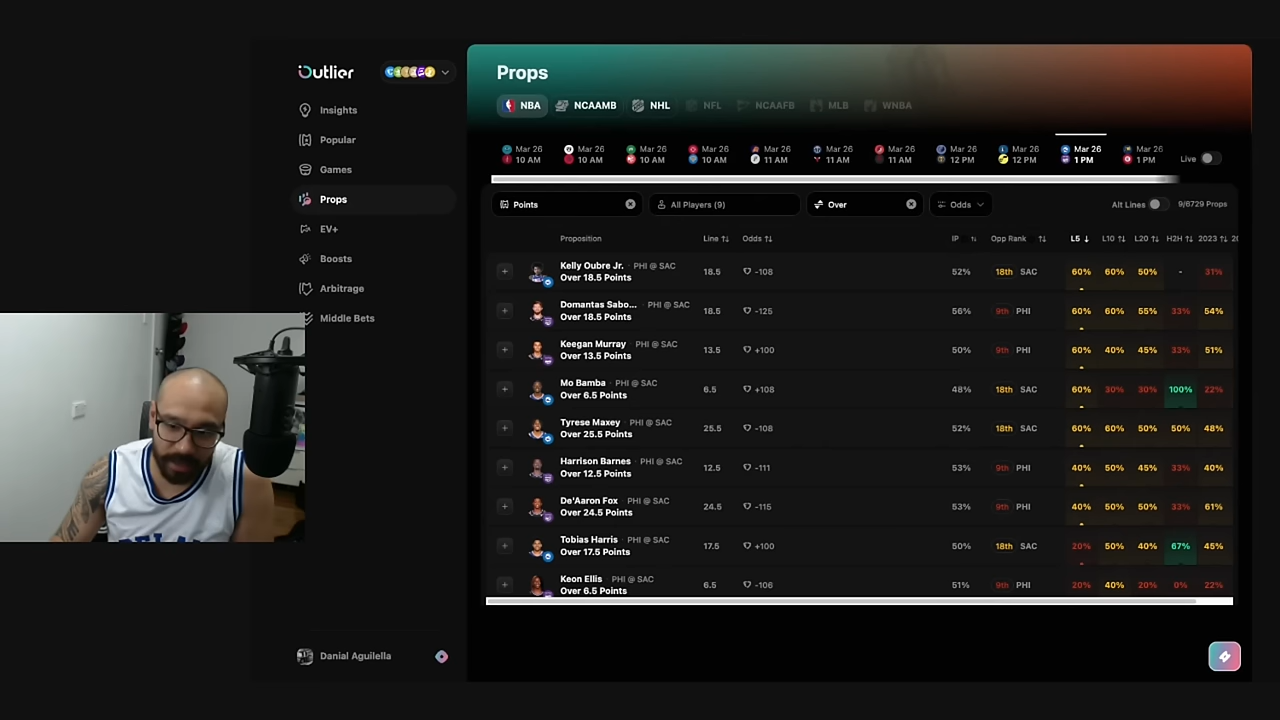 Outlier
Insights
Popular
Games
Props
EV+
Boosts
Arbitrage
Middle Bets
Danial Aguilella
Props
NBA NCAAMB NHL NFL NCAAFB MLB WNBA
Mar 26 Mar 26 Mar 26 Mar 26 Mar 26 Mar 26 Mar 26 Mar 26 Mar 26 Mar 26 Mar 26
10 AM 10 AM 10 AM 10 AM 11 AM 11 AM 11 AM 12 PM 12 PM 1 PM 1 PM Live
Points All Players (9) Over Odds Alt Lines 9/6729 Props
Proposition Line Odds IP Opp Rank L5 L10 L20 H2H 2023 20
Kelly Oubre Jr. · PHI @ SAC
Over 18.5 Points 18.5 -108 52% 18th SAC 60% 60% 50% - 31%
Domantas Sabo... · PHI @ SAC
Over 18.5 Points 18.5 -125 56% 9th PHI 60% 60% 55% 33% 54%
Keegan Murray · PHI @ SAC
Over 13.5 Points 13.5 +100 50% 9th PHI 60% 40% 45% 33% 51%
Mo Bamba · PHI @ SAC
Over 6.5 Points 6.5 +108 48% 18th SAC 60% 30% 30% 100% 22%
Tyrese Maxey · PHI @ SAC
Over 25.5 Points 25.5 -108 52% 18th SAC 60% 60% 50% 50% 48%
Harrison Barnes · PHI @ SAC
Over 12.5 Points 12.5 -111 53% 9th PHI 40% 50% 45% 33% 40%
De'Aaron Fox · PHI @ SAC
Over 24.5 Points 24.5 -115 53% 9th PHI 40% 50% 50% 33% 61%
Tobias Harris · PHI @ SAC
Over 17.5 Points 17.5 +100 50% 18th SAC 20% 50% 40% 67% 45%
Keon Ellis · PHI @ SAC
Over 6.5 Points 6.5 -106 51% 9th PHI 20% 40% 20% 0% 22%